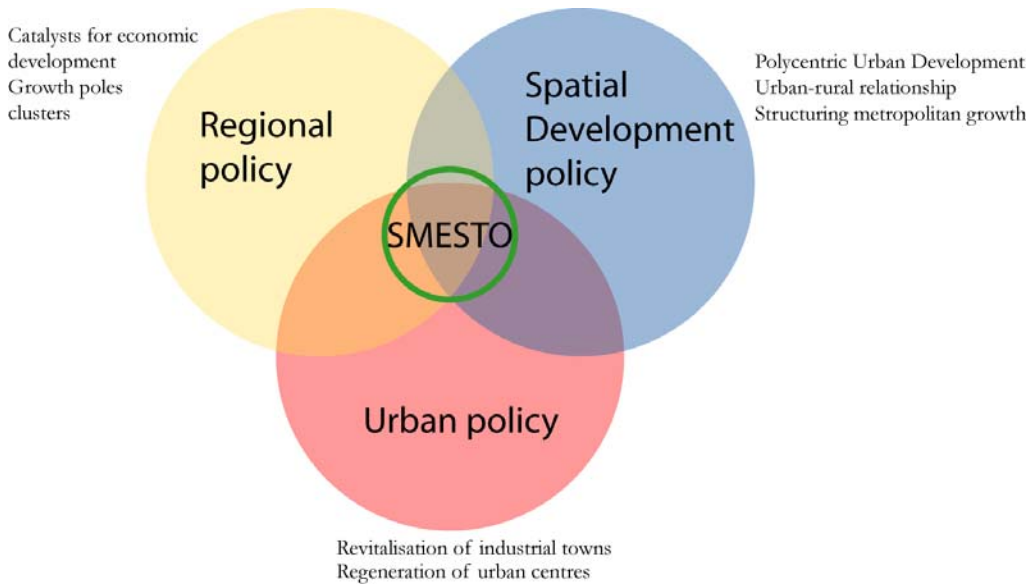 Catalysts for economic
development
Growth poles
clusters
Regional
policy
Spatial
Development
policy
Polycentric Urban Development
Urban-rural relationship
Structuring metropolitan growth
SMESTO
Urban policy
Revitalisation of industrial towns
Regeneration of urban centres